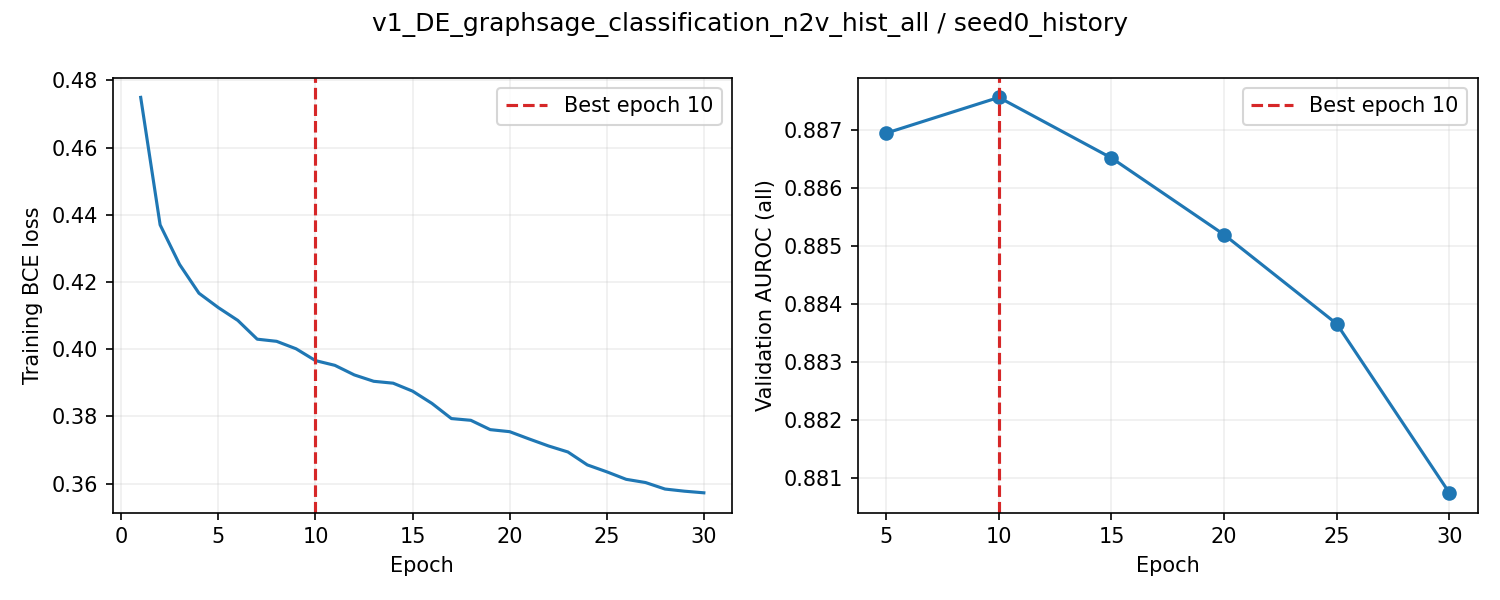 v1_DE_graphsage_classification_n2v_hist_all / seed0_history
Training BCE loss
0.48
0.46
0.44
0.42
0.40
0.38
0.36
Best epoch 10
0 5 10 15 20 25 30
Epoch
Validation AUROC (all)
0.887
0.886
0.885
0.884
0.883
0.882
0.881
Best epoch 10
5 10 15 20 25 30
Epoch